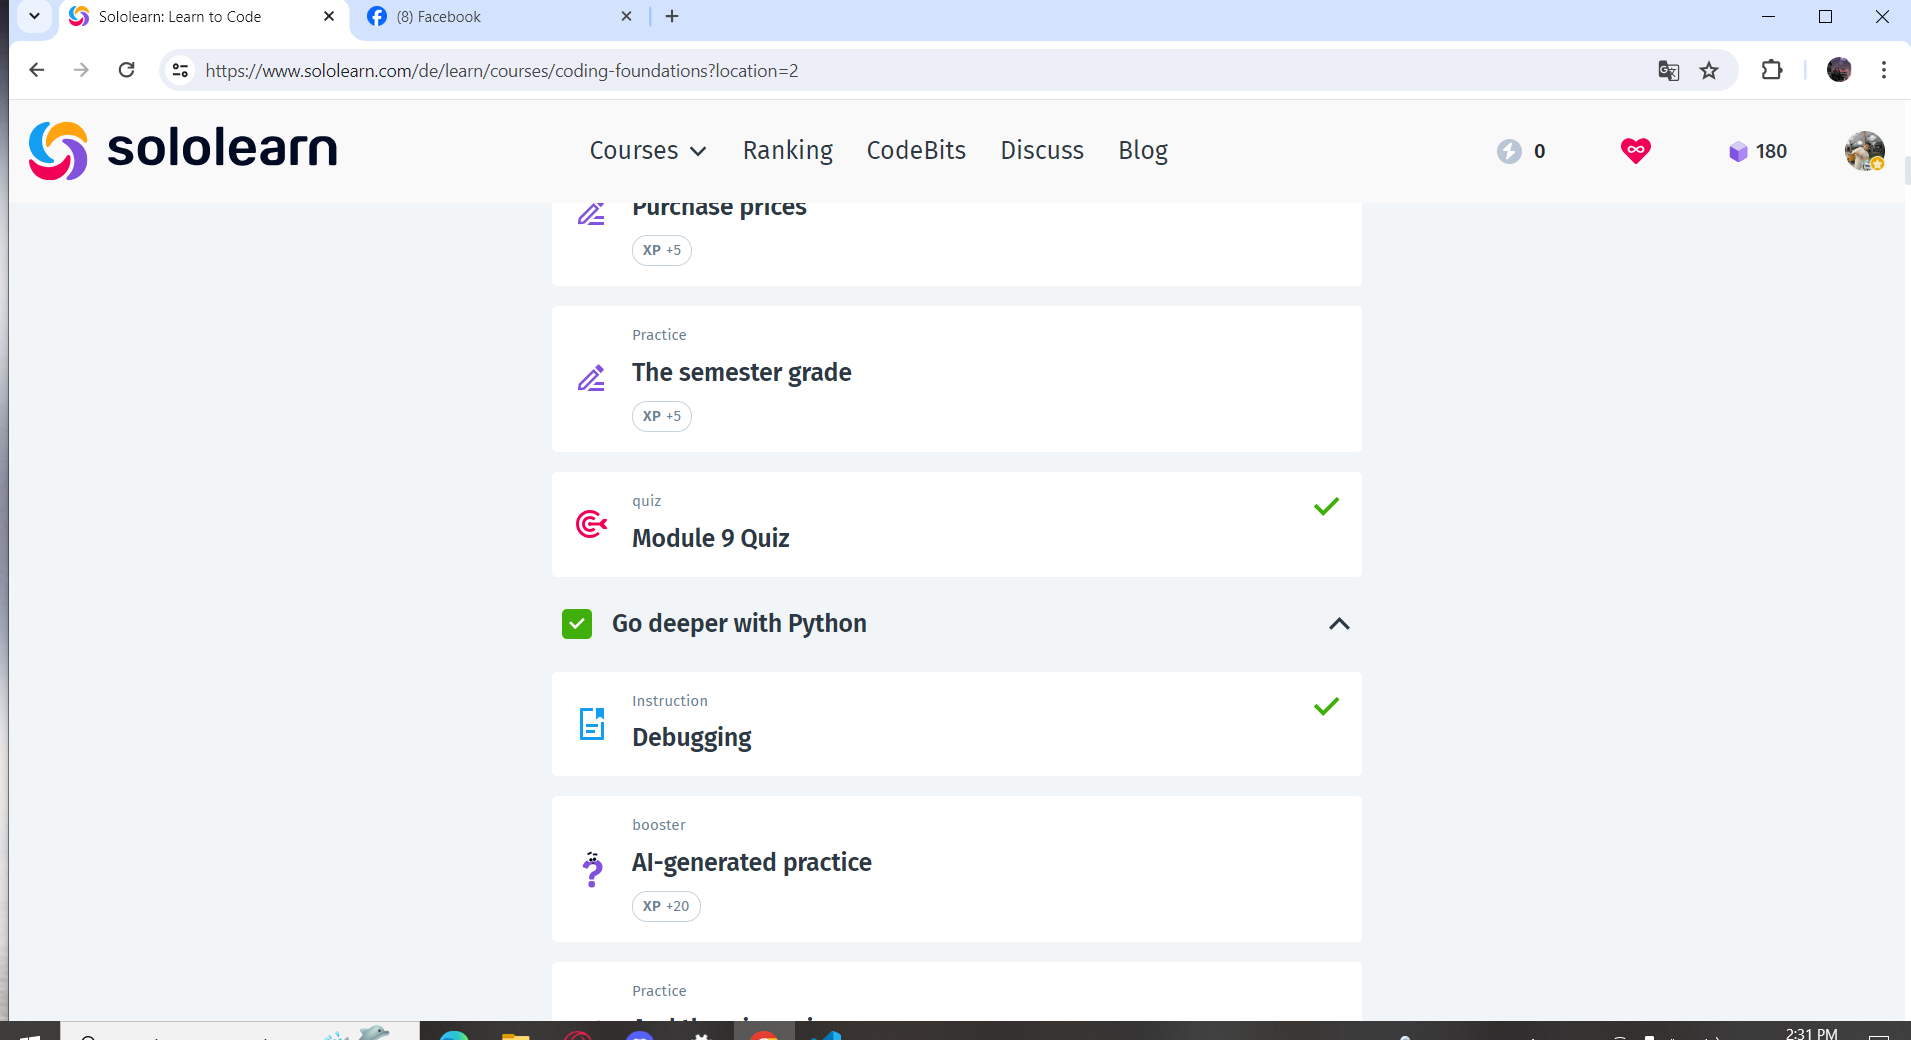 Sololearn: Learn to Code
(8) Facebook
https://www.sololearn.com/de/learn/courses/coding-foundations?location=2
sololearn
Courses
Ranking
CodeBits
Discuss
Blog
0
180
Purchase prices
XP +5
Practice
The semester grade
XP +5
quiz
Module 9 Quiz
Go deeper with Python
Instruction
Debugging
booster
AI-generated practice
XP +20
Practice
2:31 PM